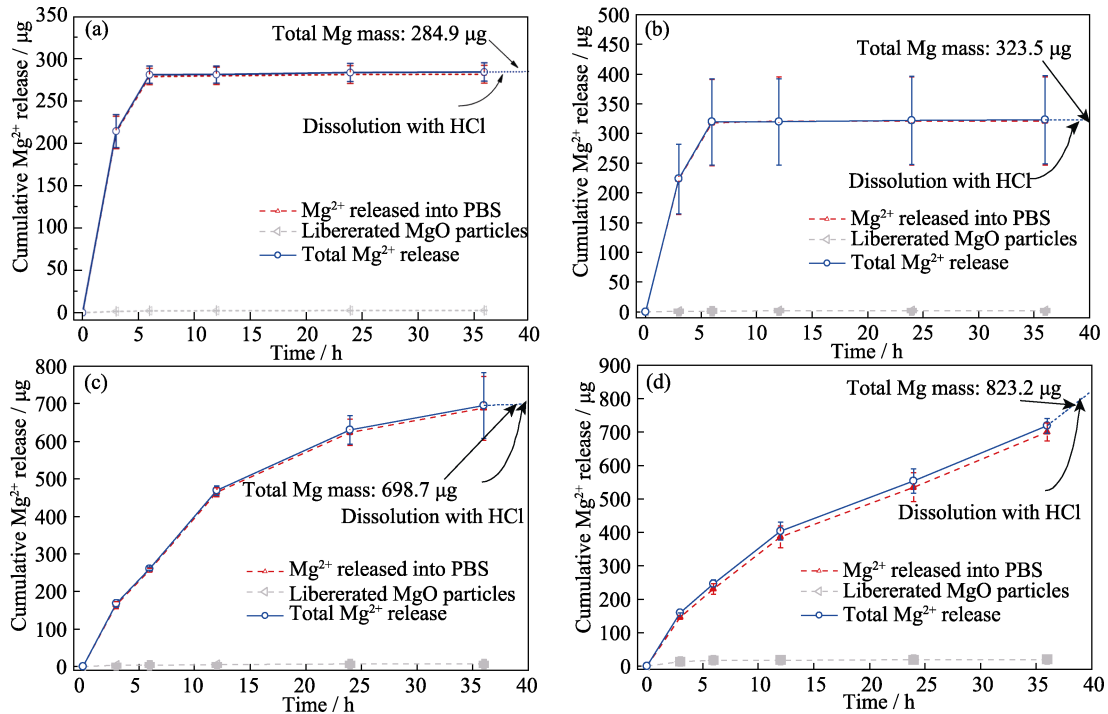 (a)
Total Mg mass: 284.9 µg
Dissolution with HCl
Mg²⁺ released into PBS
Libererated MgO particles
Total Mg²⁺ release
Cumulative Mg²⁺ release / µg
350
300
250
200
150
100
50
0
0 5 10 15 20 25 30 35 40
Time / h
(b)
Total Mg mass: 323.5 µg
Dissolution with HCl
Mg²⁺ released into PBS
Libererated MgO particles
Total Mg²⁺ release
Cumulative Mg²⁺ release / µg
500
450
400
350
300
250
200
150
100
50
0
0 5 10 15 20 25 30 35 40
Time / h
(c)
Total Mg mass: 698.7 µg
Dissolution with HCl
Mg²⁺ released into PBS
Libererated MgO particles
Total Mg²⁺ release
Cumulative Mg²⁺ release / µg
800
700
600
500
400
300
200
100
0
0 5 10 15 20 25 30 35 40
Time / h
(d)
Total Mg mass: 823.2 µg
Dissolution with HCl
Mg²⁺ released into PBS
Libererated MgO particles
Total Mg²⁺ release
Cumulative Mg²⁺ release / µg
900
800
700
600
500
400
300
200
100
0
0 5 10 15 20 25 30 35 40
Time / h